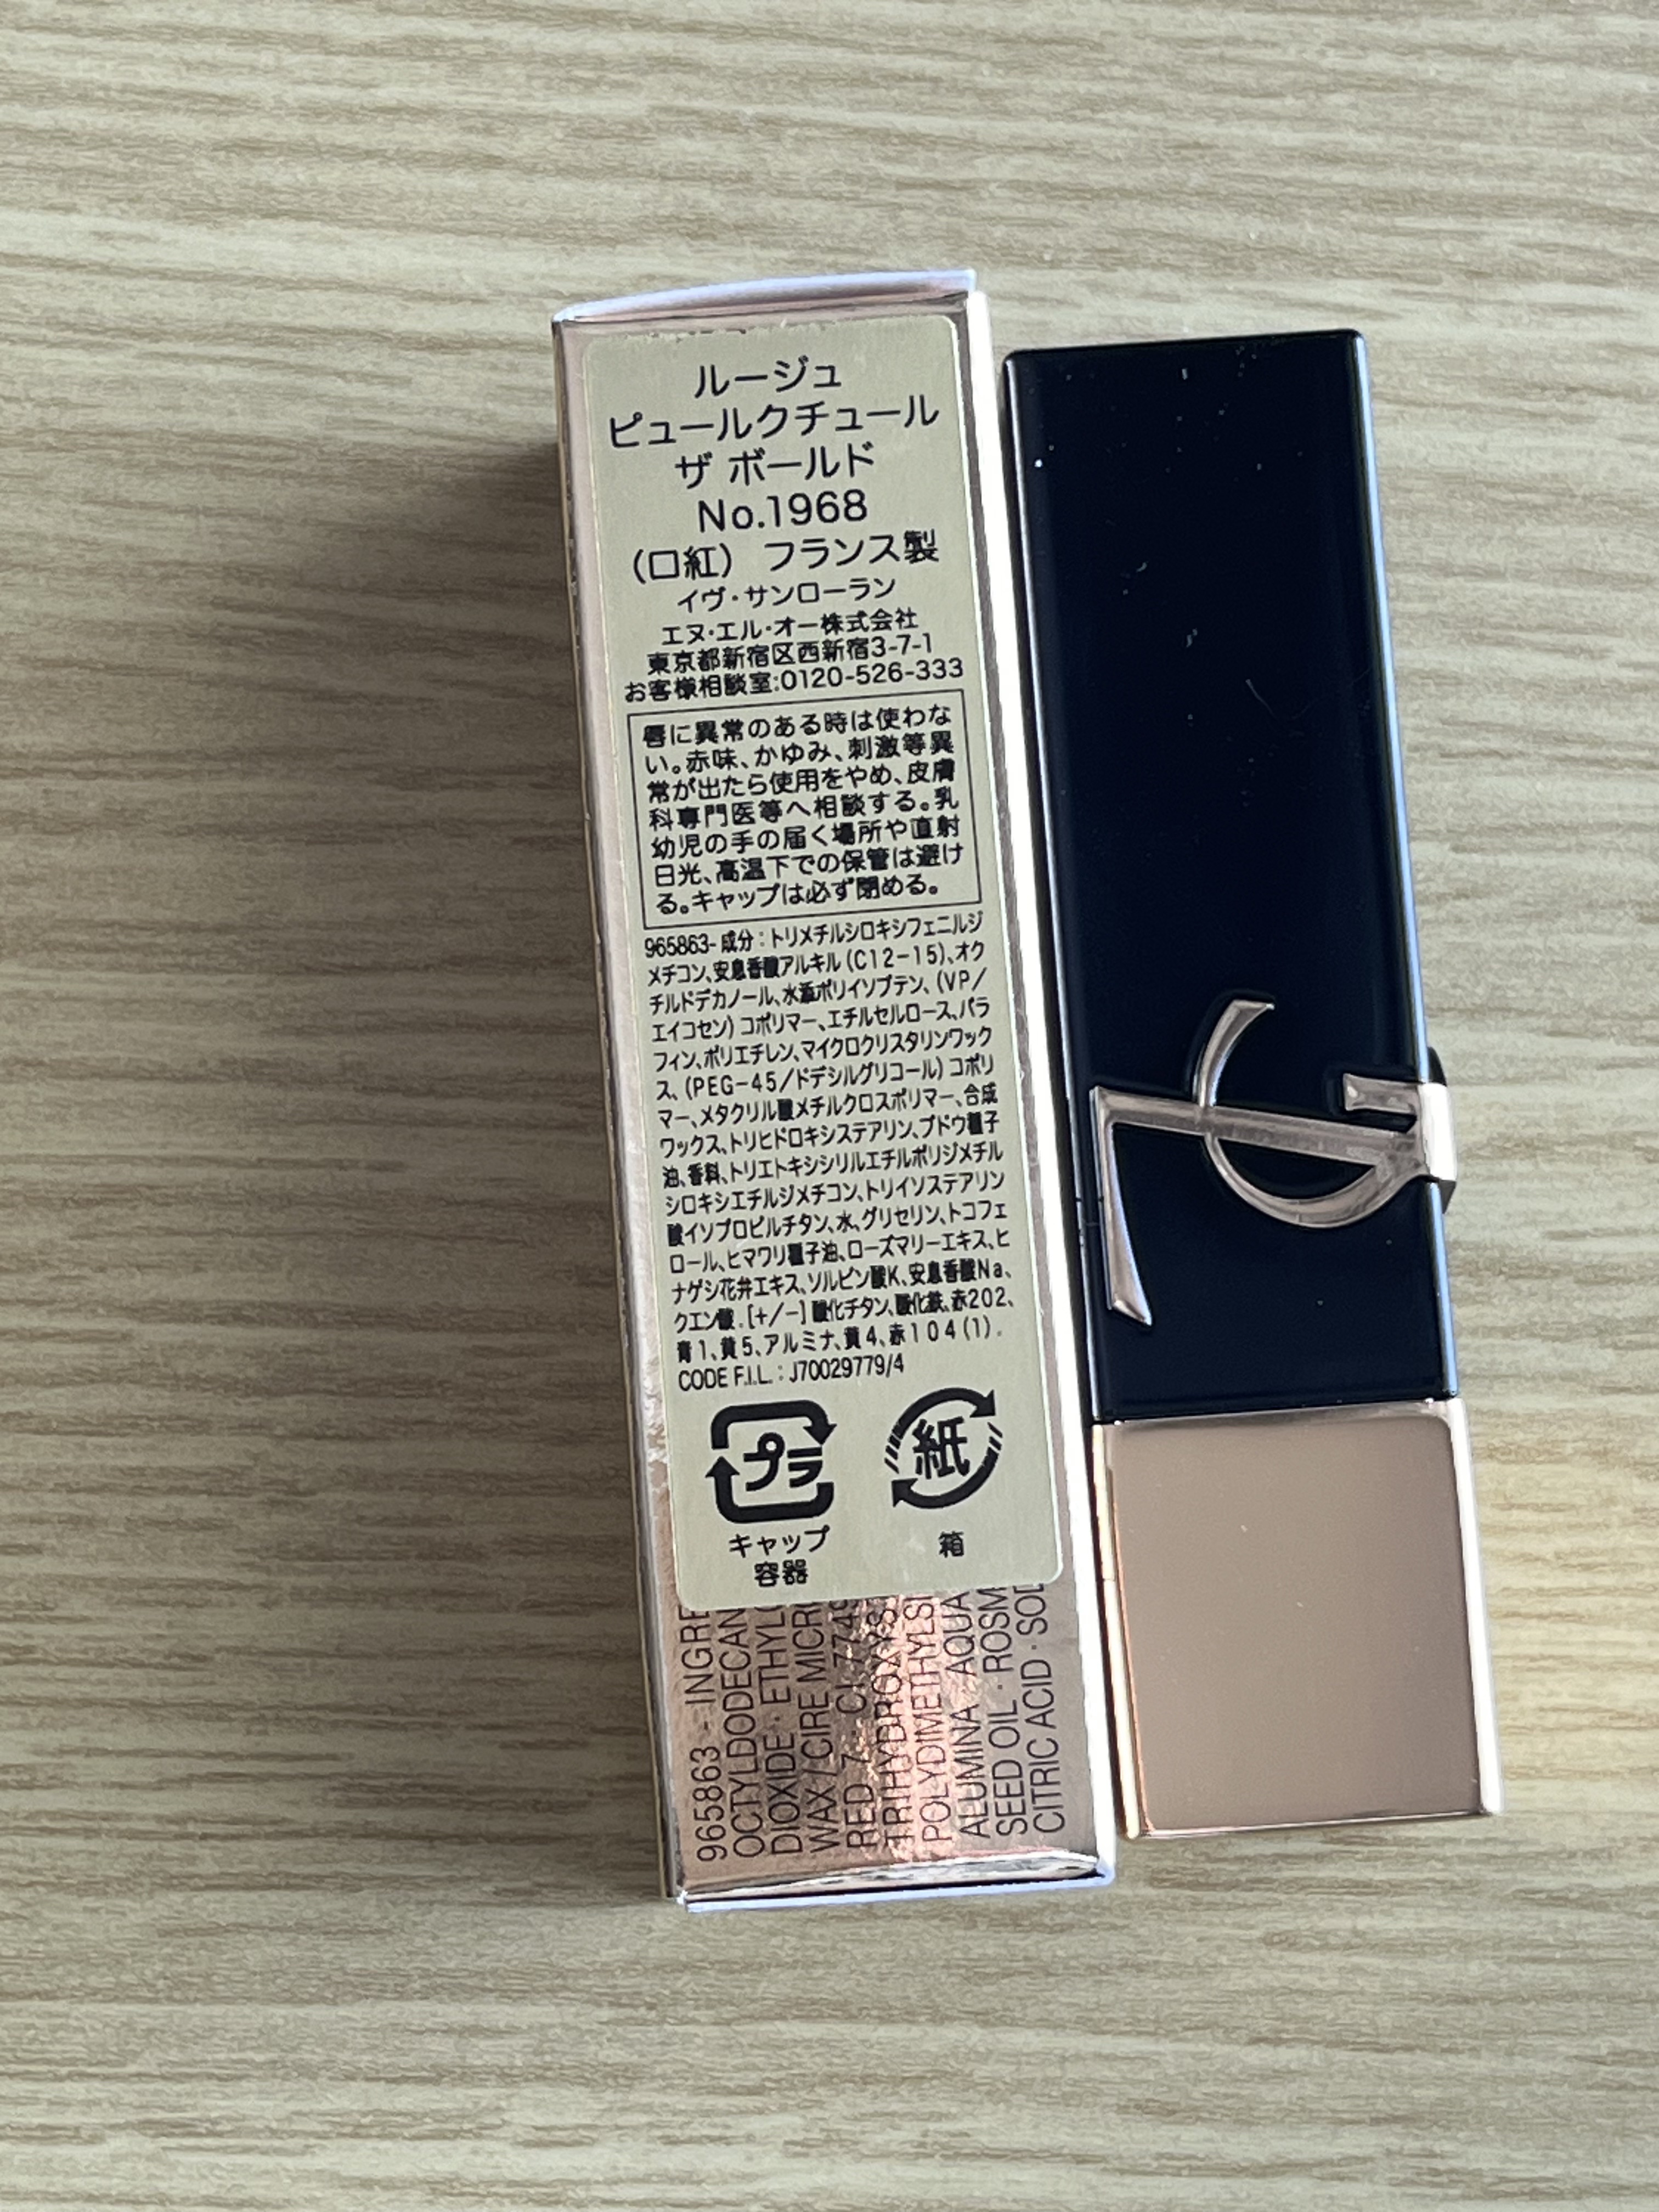 ルージュ
ピュールクチュール
ザ ボールド
No.1968
（口紅） フランス製
イヴ・サンローラン
エヌ・エル・オー株式会社
東京都新宿区西新宿3-7-1
お客様相談室:0120-526-333
唇に異常のある時は使わな
い。赤味、かゆみ、刺激等異
常が出たら使用をやめ、皮膚
科専門医等へ相談する。乳
幼児の手の届く場所や直射
日光、高温下での保管は避け
る。キャップは必ず閉める。
965863- 成分：トリメチルシロキシフェニルジ
メチコン、安息香酸アルキル（C12－15）、オク
チルドデカノール、水添ポリイソブテン、（VP／
エイコセン）コポリマー、エチルセルロース、パラ
フィン、ポリエチレン、マイクロクリスタリンワック
ス、（PEG－45／ドデシルグリコール）コポリ
マー、メタクリル酸メチルクロスポリマー、合成
ワックス、トリヒドロキシステアリン、ブドウ種子
油、香料、トリエトキシシリルエチルポリジメチル
シロキシエチルジメチコン、トリイソステアリン
酸イソプロピルチタン、水、グリセリン、トコフェ
ロール、ヒマワリ種子油、ローズマリーエキス、ヒ
ナゲシ花弁エキス、ソルビン酸K、安息香酸Na、
クエン酸．［+/－］酸化チタン、酸化鉄、赤202、
青1、黄5、アルミナ、黄4、赤104(1)．
CODE F.I.L. : J70029779/4
プラ
キャップ
容器
紙
箱
965863 - INGRE
OCTYLDODECAN
DIOXIDE · ETHYL
WAX / CIRE MICR
RED 7 · CI 7749
TRIHYDROXYS
POLYDIMETHYLSI
ALUMINA · AQUA
SEED OIL · ROSM
CITRIC ACID · SOD